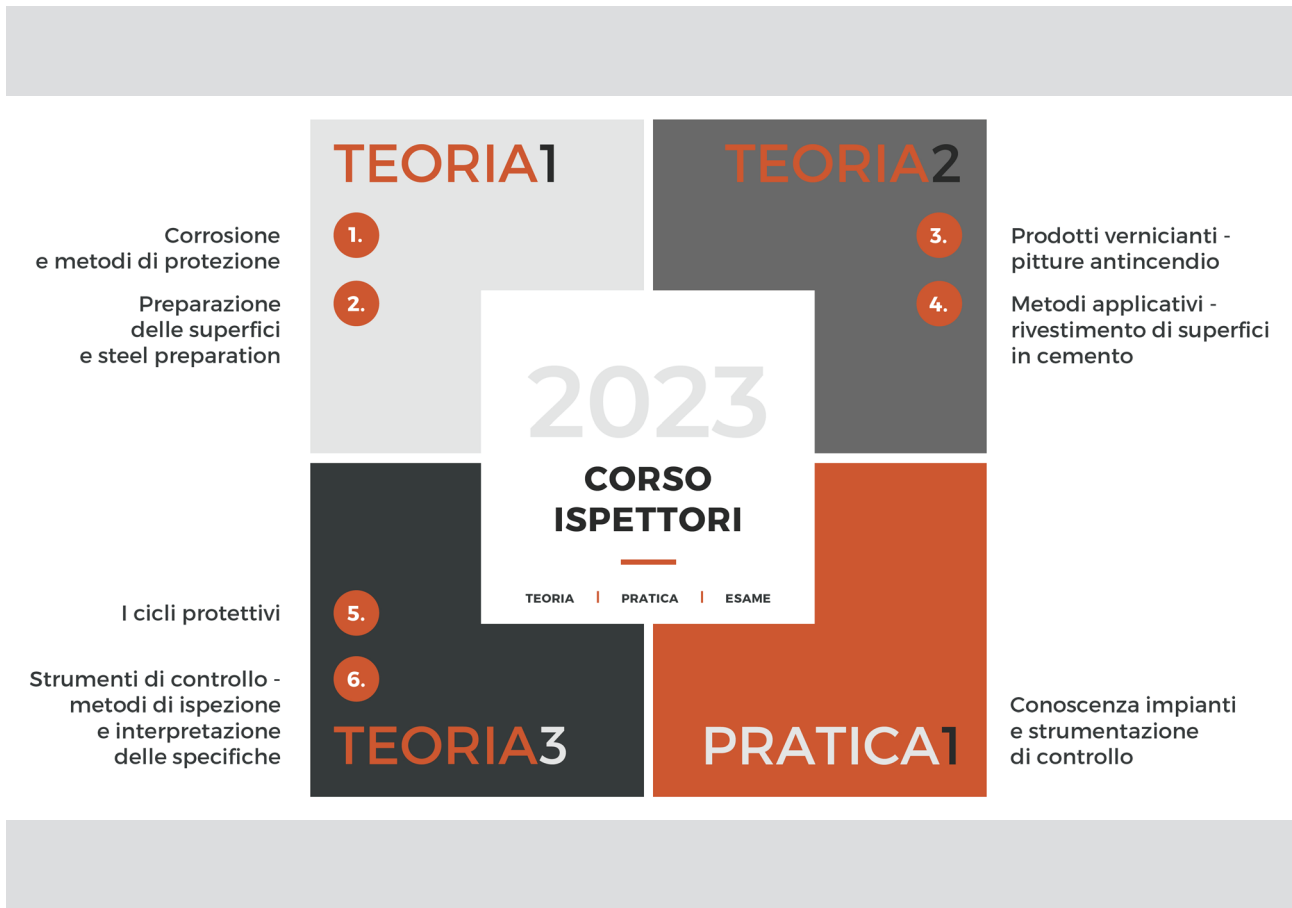 TEORIA1
1.
Corrosione
e metodi di protezione
2.
Preparazione
delle superfici
e steel preparation
TEORIA2
3.
Prodotti vernicianti -
pitture antincendio
4.
Metodi applicativi -
rivestimento di superfici
in cemento
2023
CORSO
ISPETTORI
TEORIA | PRATICA | ESAME
I cicli protettivi
5.
Strumenti di controllo -
metodi di ispezione
e interpretazione
delle specifiche
6.
TEORIA3
PRATICA1
Conoscenza impianti
e strumentazione
di controllo